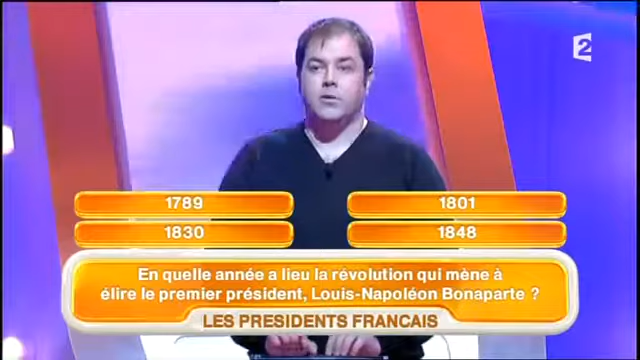 2
1789
1801
1830
1848
En quelle année a lieu la révolution qui mène à
élire le premier président, Louis-Napoléon Bonaparte ?
LES PRESIDENTS FRANCAIS